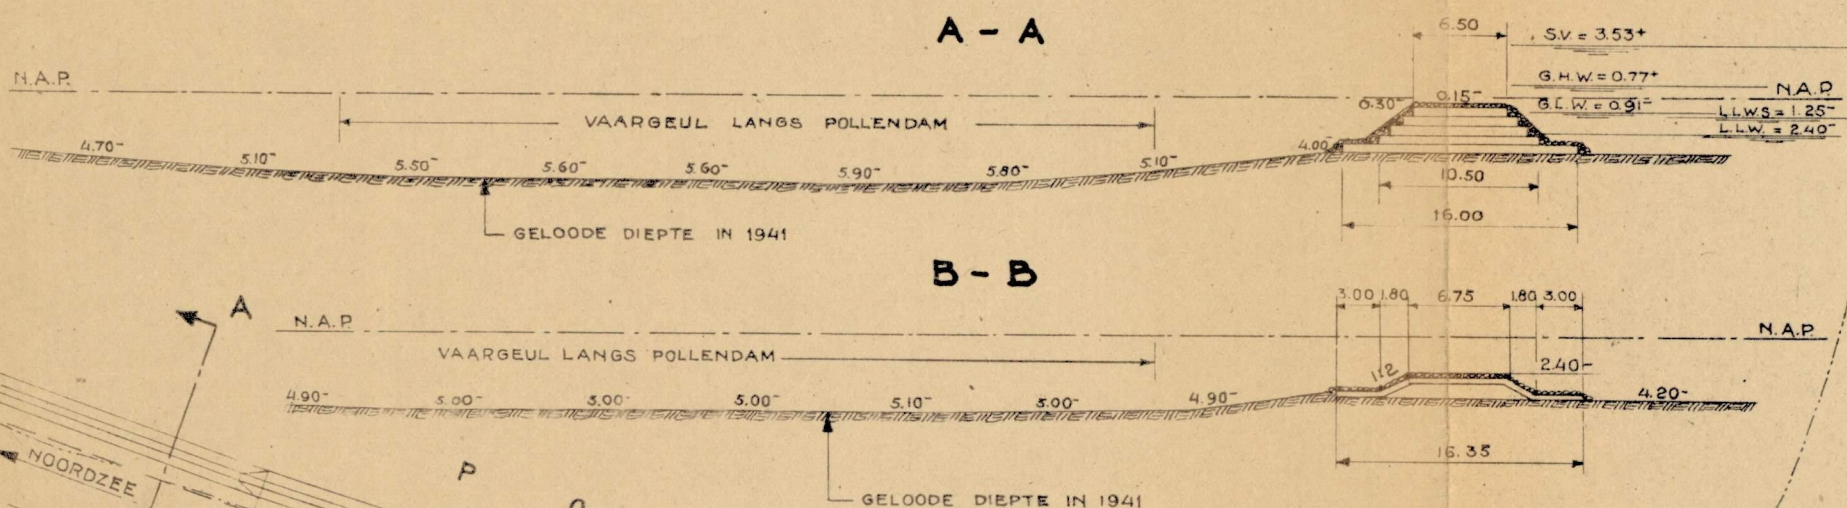 A - A
6.50
S.V. = 3.53+
N.A.P.
G.H.W. = 0.77+
N.A.P.
0.30-
0.15-
G.L.W. = 0.91-
L.L.W.S = 1.25-
L.L.W. = 2.40-
VAARGEUL LANGS POLLENDAM
4.70-
5.10-
5.50-
5.60-
5.60-
5.90-
5.80-
5.10-
4.00-
10.50
16.00
GELOODE DIEPTE IN 1941
B - B
3.00 1.80 6.75 1.80 3.00
A
N.A.P.
N.A.P.
VAARGEUL LANGS POLLENDAM
1:2
2.40-
4.90-
5.00-
5.00-
5.00-
5.10-
5.00-
4.90-
4.20-
16.35
NOORDZEE
P
GELOODE DIEPTE IN 1941